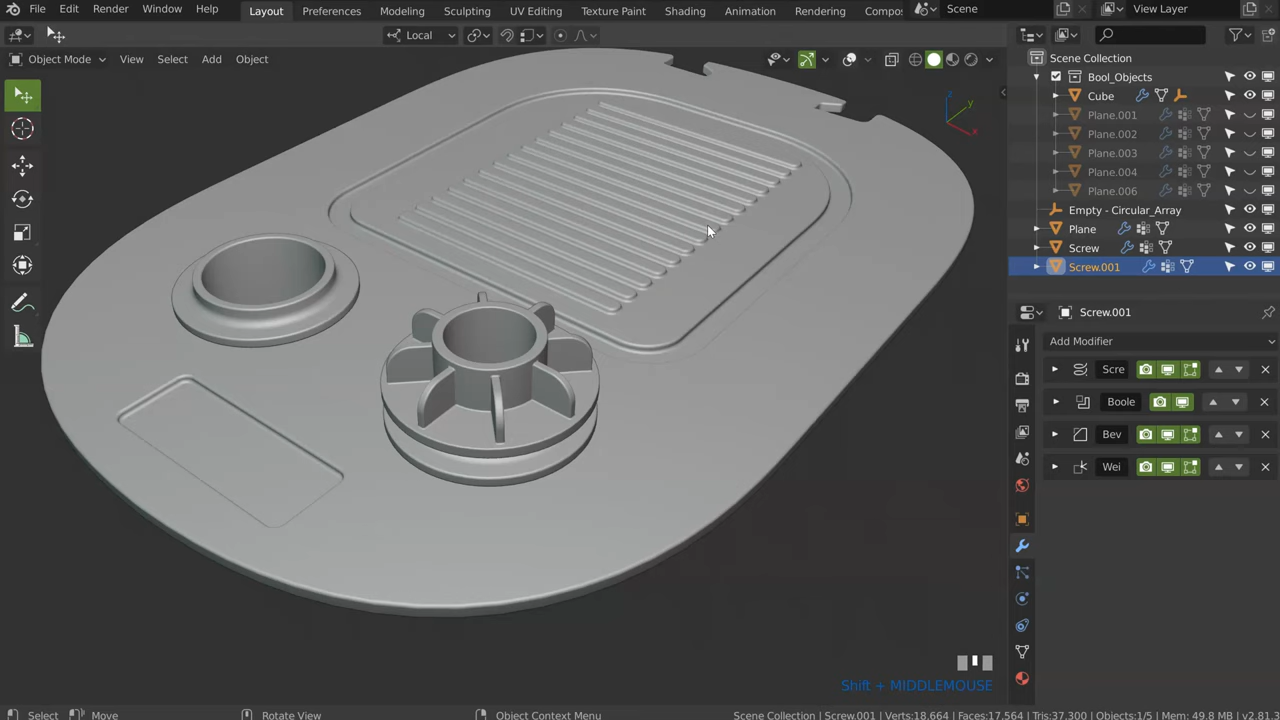 File Edit Render Window Help Layout Preferences Modeling Sculpting UV Editing Texture Paint Shading Animation Rendering Compo Scene View Layer
Local
Object Mode View Select Add Object
Scene Collection
Bool_Objects
Cube
Plane.001
Plane.002
Plane.003
Plane.004
Plane.006
Empty - Circular_Array
Plane
Screw
Screw.001
z
y
x
Screw.001
Add Modifier
Scre
Boole
Bev
Wei
Shift + MIDDLEMOUSE
Select Move Rotate View Object Context Menu Scene Collection | Screw.001 | Verts:18.664 | Faces:17.564 | Tris:37.300 | Objects:1/5 | Mem: 49.8 MB | v2.81.3